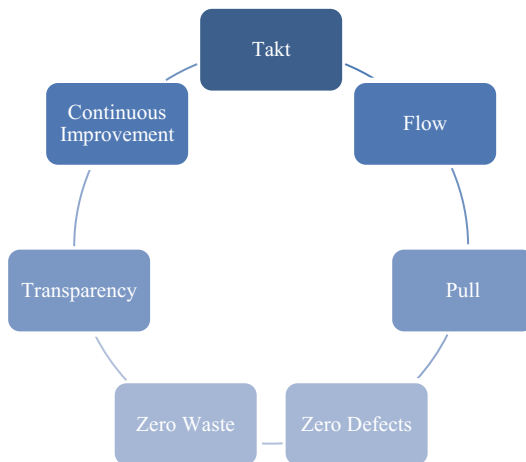 Takt
Continuous
Improvement
Flow
Transparency
Pull
Zero Waste
Zero Defects